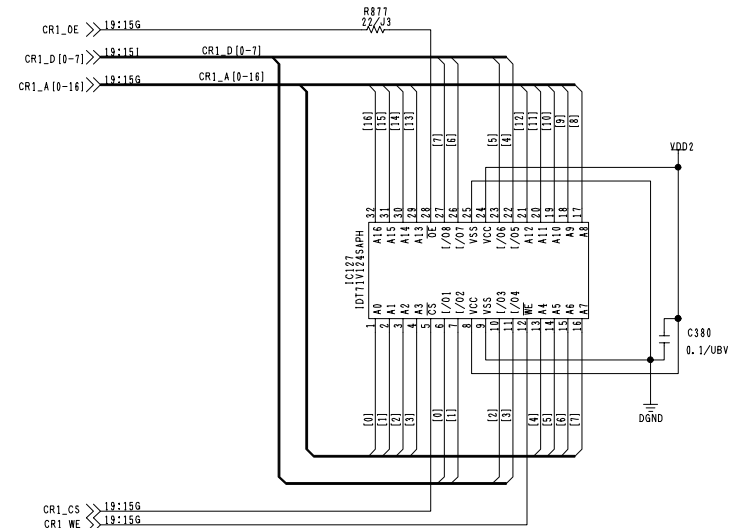 R877
22/J3
CR1_OE 19:15G
CR1_D[0-7] 19:15I CR1_D[0-7]
CR1_A[0-16] 19:15G CR1_A[0-16]
[16] [15] [14] [13] [7] [6] [5] [4] [12] [11] [10] [9] [8]
VDD2
32 31 30 29 28 27 26 25 24 23 22 21 20 19 18 17
A16 A15 A14 A13 OE I/O8 I/O7 VSS VCC I/O6 I/O5 A12 A11 A10 A9 A8
IC127
IDT71V124SAPH
A0 A1 A2 A3 CS I/O1 I/O2 VCC VSS I/O3 I/O4 WE A4 A5 A6 A7
1 2 3 4 5 6 7 8 9 10 11 12 13 14 15 16
C380
0.1/UBV
[0] [1] [2] [3] [0] [1] [2] [3] [4] [5] [6] [7]
DGND
CR1_CS 19:15G
CR1_WE 19:15G